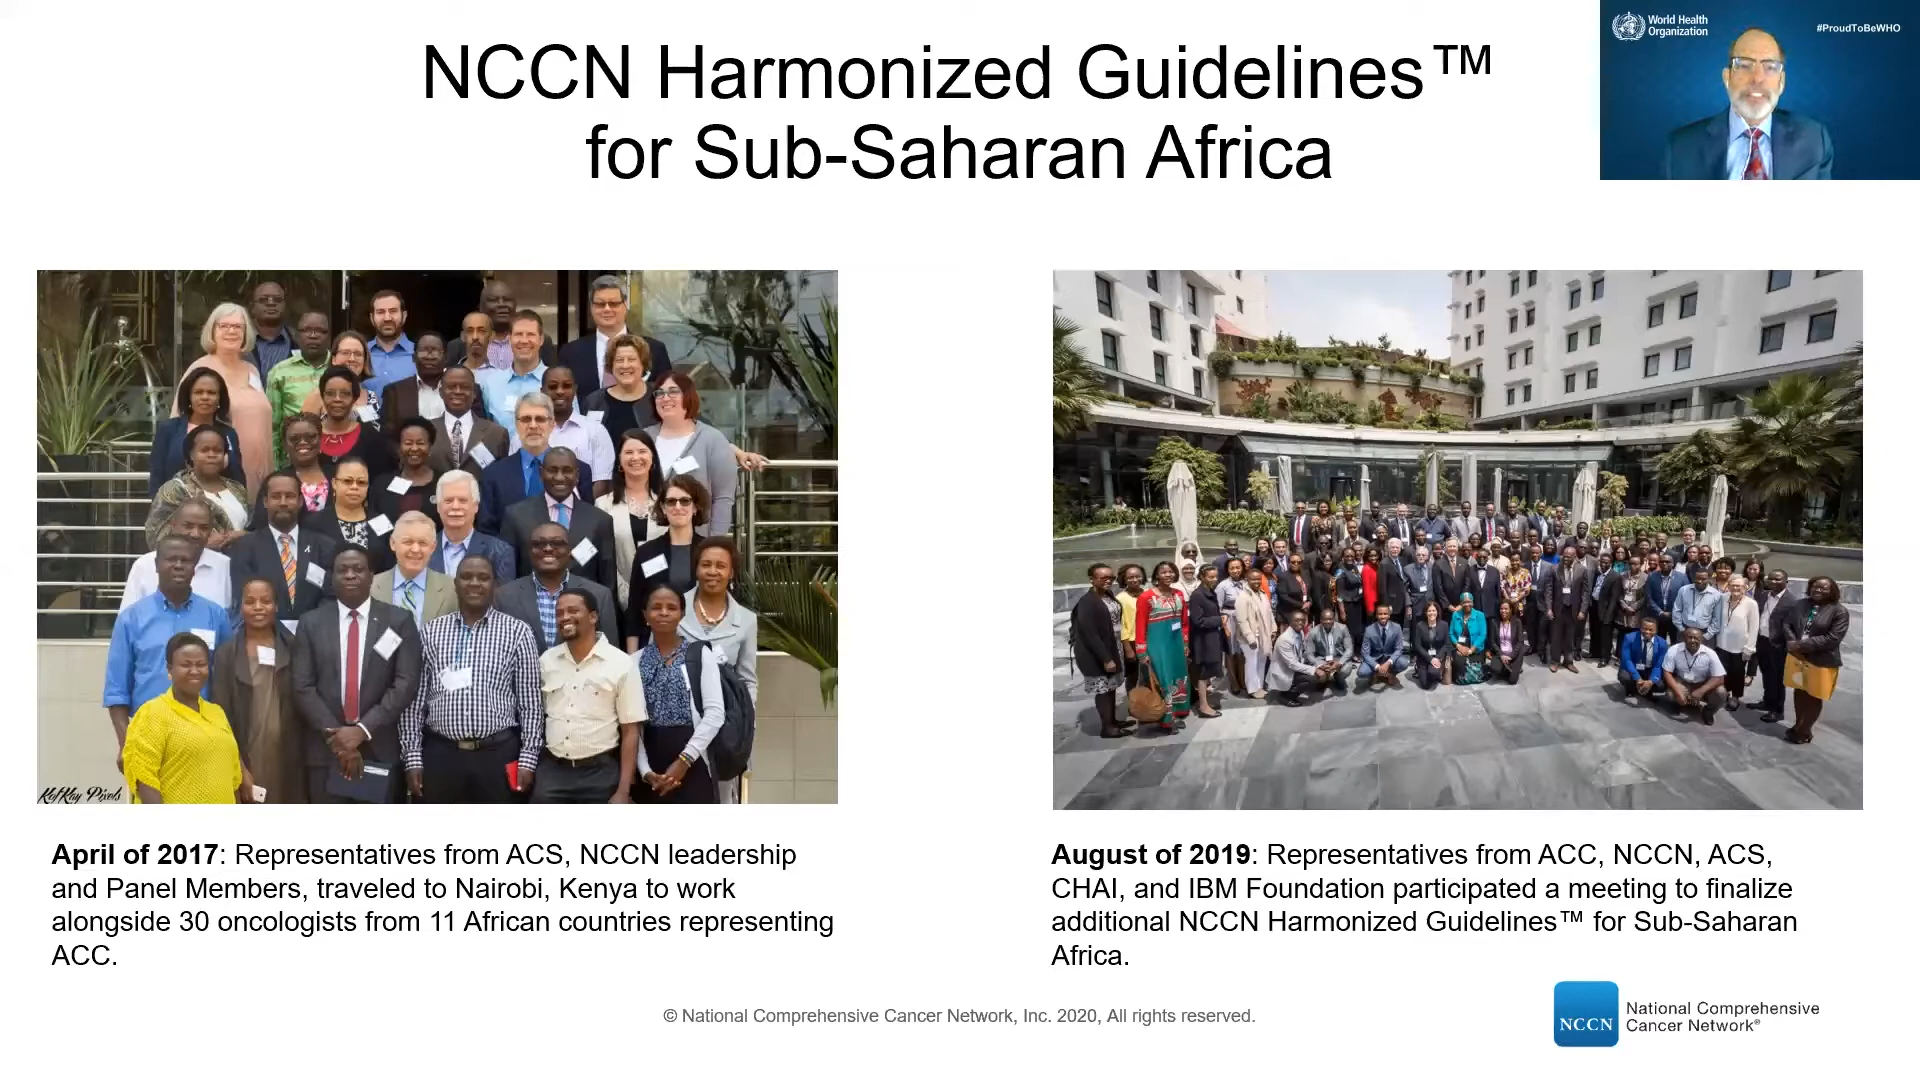 NCCN Harmonized Guidelines™
for Sub-Saharan Africa
World Health
Organization
#ProudToBeWHO
KofKay Pixels
April of 2017: Representatives from ACS, NCCN leadership
and Panel Members, traveled to Nairobi, Kenya to work
alongside 30 oncologists from 11 African countries representing
ACC.
August of 2019: Representatives from ACC, NCCN, ACS,
CHAI, and IBM Foundation participated a meeting to finalize
additional NCCN Harmonized Guidelines™ for Sub-Saharan
Africa.
© National Comprehensive Cancer Network, Inc. 2020, All rights reserved.
NCCN
National Comprehensive
Cancer Network®